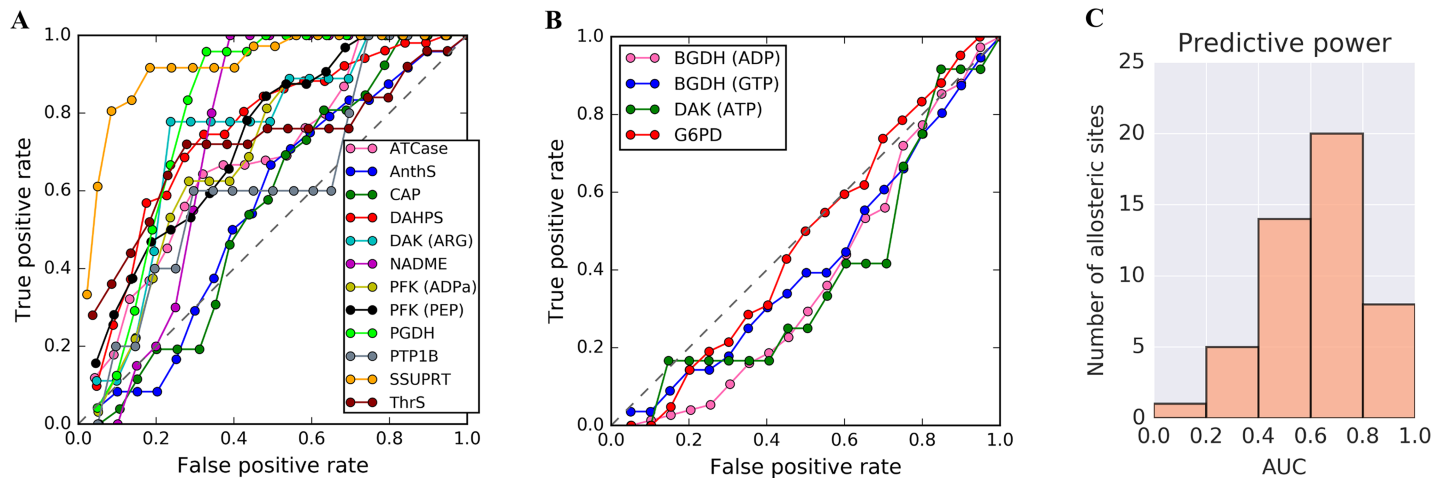 A
True positive rate
1.0
0.8
0.6
0.4
0.2
0.0
ATCase
AnthS
CAP
DAHPS
DAK (ARG)
NADME
PFK (ADPa)
PFK (PEP)
PGDH
PTP1B
SSUPRT
ThrS
0.0 0.2 0.4 0.6 0.8 1.0
False positive rate
B
True positive rate
1.0
0.8
0.6
0.4
0.2
0.0
BGDH (ADP)
BGDH (GTP)
DAK (ATP)
G6PD
0.0 0.2 0.4 0.6 0.8 1.0
False positive rate
C
Predictive power
Number of allosteric sites
25
20
15
10
5
0
0.0 0.2 0.4 0.6 0.8 1.0
AUC